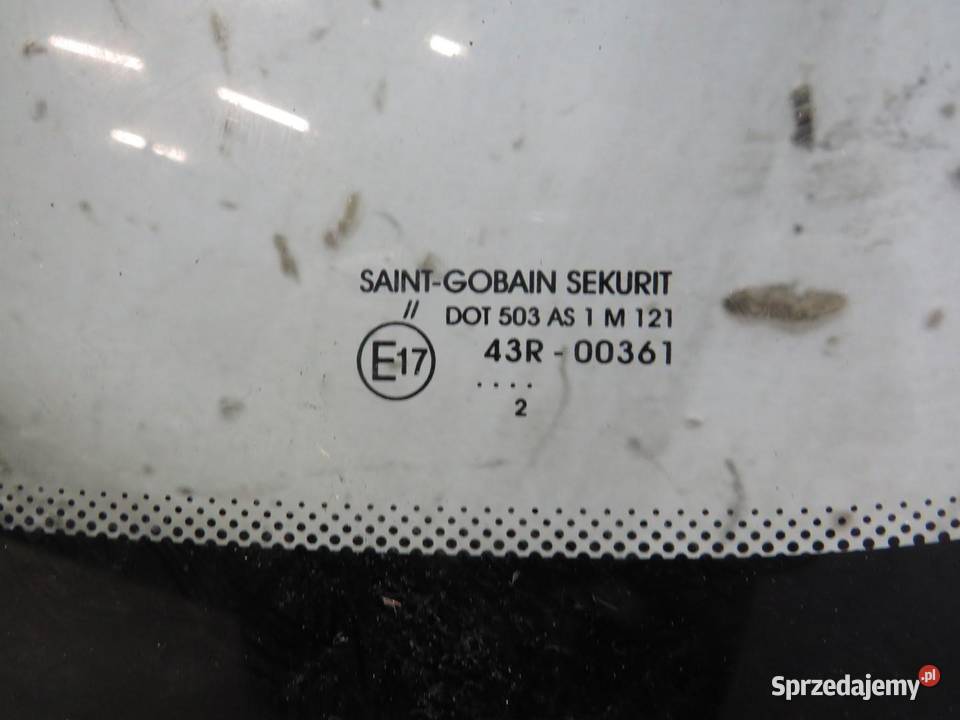 SAINT-GOBAIN SEKURIT
// DOT 503 AS 1 M 121
E17 43R - 00361
. . . .
2
Sprzedajemy.pl